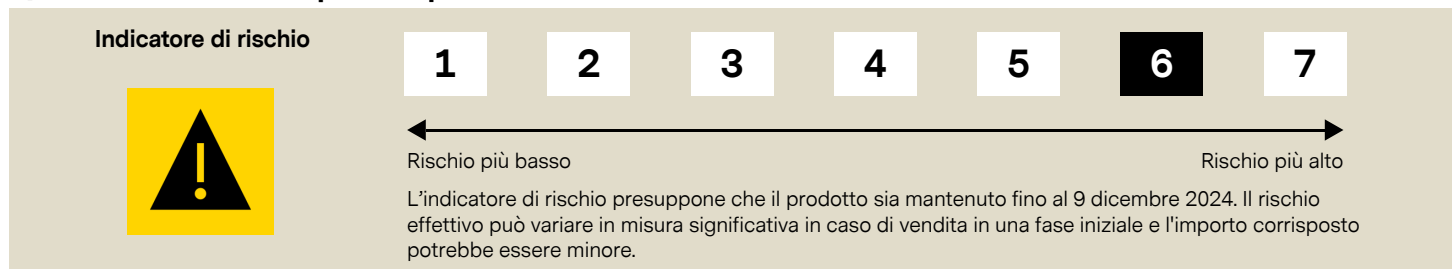 Indicatore di rischio
1 2 3 4 5 6 7
!
Rischio più basso Rischio più alto
L'indicatore di rischio presuppone che il prodotto sia mantenuto fino al 9 dicembre 2024. Il rischio
effettivo può variare in misura significativa in caso di vendita in una fase iniziale e l'importo corrisposto
potrebbe essere minore.